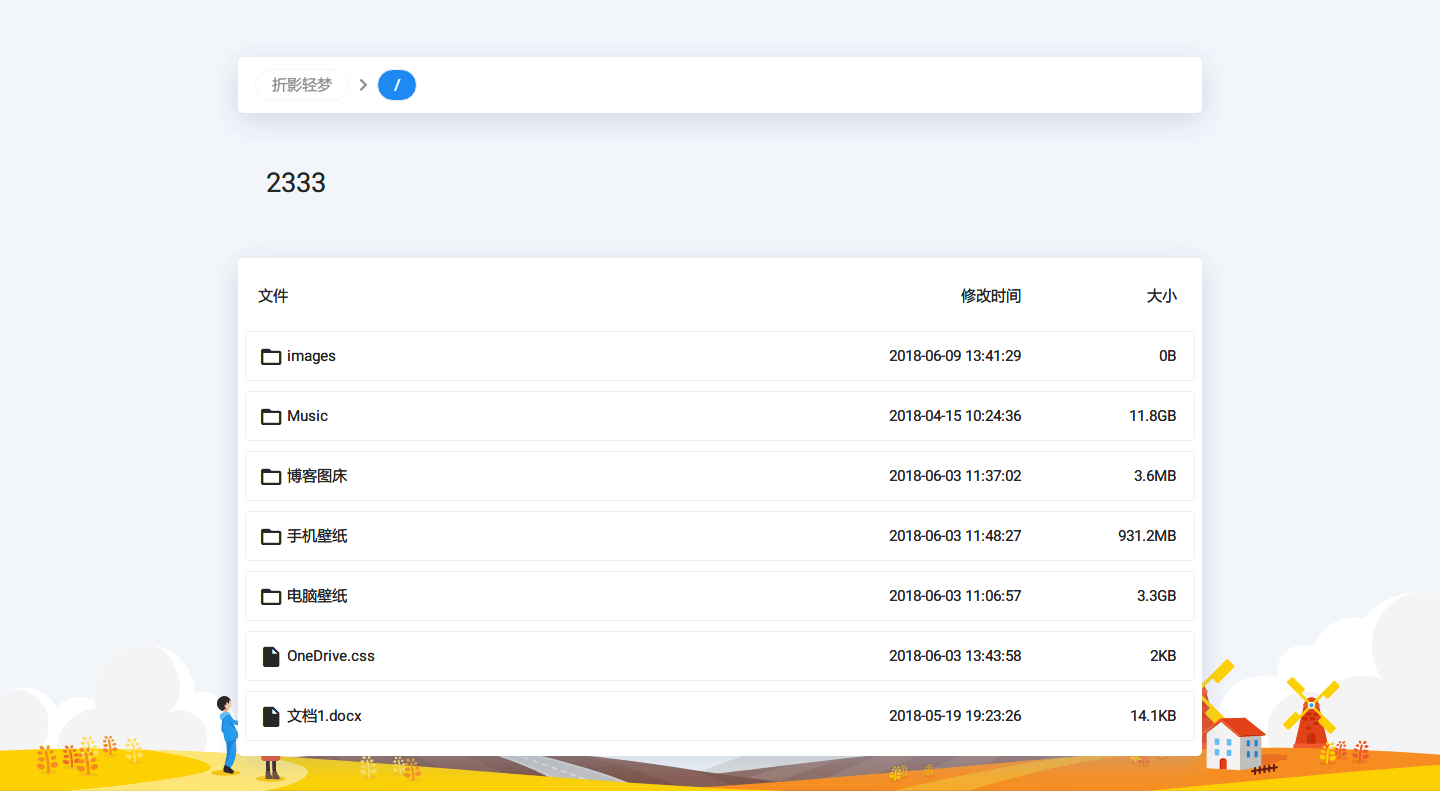 折影轻梦 > /
2333
文件 修改时间 大小
images 2018-06-09 13:41:29 0B
Music 2018-04-15 10:24:36 11.8GB
博客图床 2018-06-03 11:37:02 3.6MB
手机壁纸 2018-06-03 11:48:27 931.2MB
电脑壁纸 2018-06-03 11:06:57 3.3GB
OneDrive.css 2018-06-03 13:43:58 2KB
文档1.docx 2018-05-19 19:23:26 14.1KB